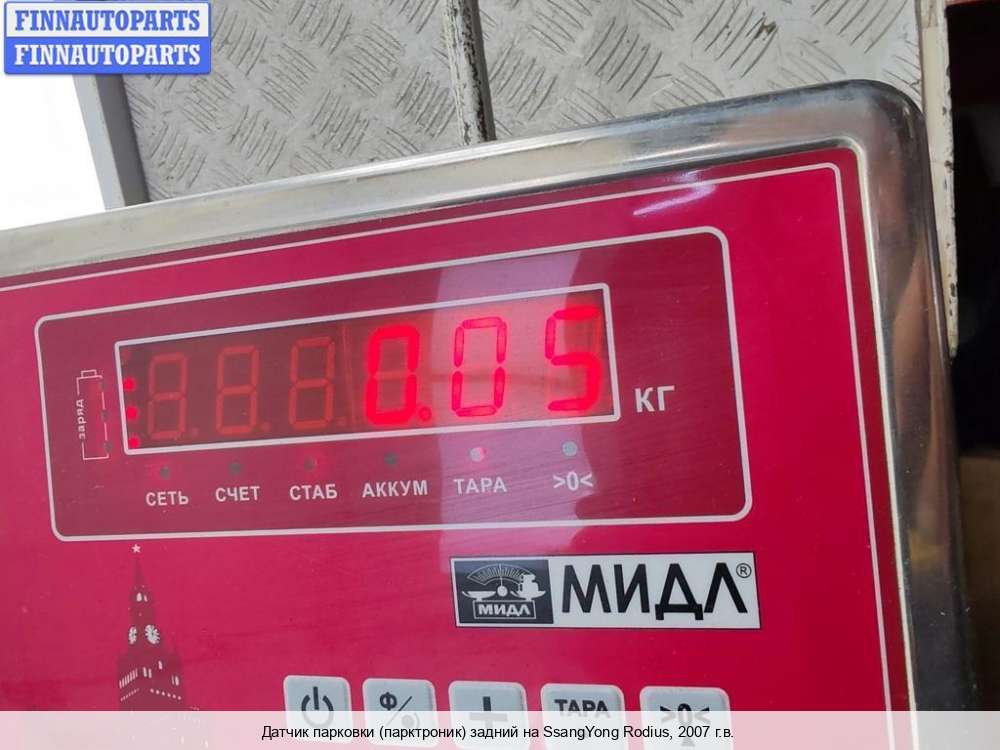 FINNAUTOPARTS
FINNAUTOPARTS
0.05
КГ
заряд
СЕТЬ СЧЕТ СТАБ АККУМ ТАРА >0<
МИДЛ МИДЛ®
Ф/ + ТАРА >0<
Датчик парковки (парктроник) задний на SsangYong Rodius, 2007 г.в.